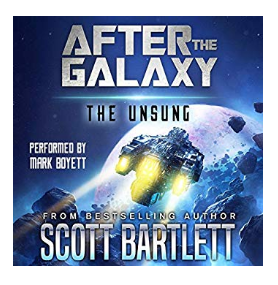 AFTER THE
GALAXY
THE UNSUNG
PERFORMED BY
MARK BOYETT
FROM BESTSELLING AUTHOR
SCOTT BARTLETT